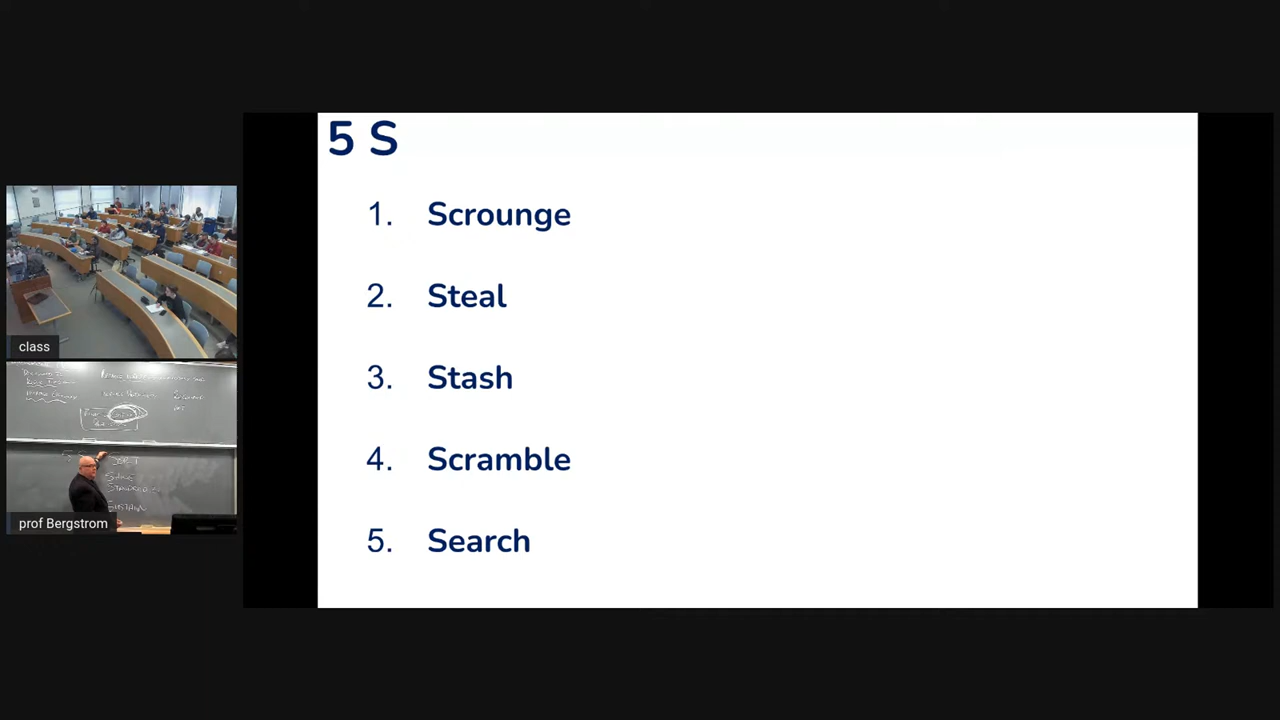 5 S
1. Scrounge
2. Steal
3. Stash
4. Scramble
5. Search
class
prof Bergstrom